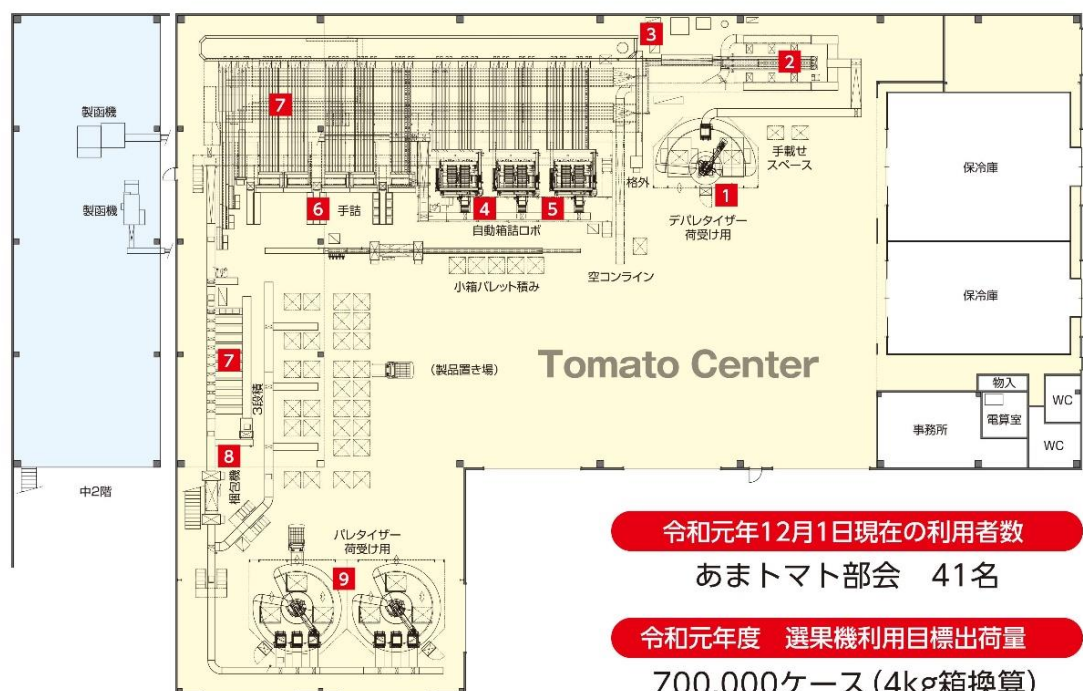 3
2
製函機
7
手載せ
スペース
保冷庫
格外
1
製函機
6
手詰
4
5
自動箱詰ロボ
デパレタイザー
荷受け用
小箱パレット積み
空コンライン
保冷庫
7
3段積
(製品置き場)
Tomato Center
物入
WC
電算室
事務所
WC
8
梱包機
中2階
パレタイザー
荷受け用
9
令和元年12月1日現在の利用者数
あまトマト部会 41名
令和元年度 選果機利用目標出荷量
700,000ケース(4kg箱換算)